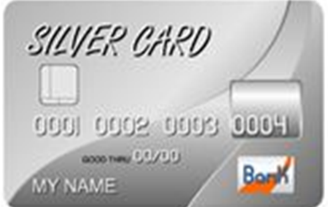 SILVER CARD
0001 0002 0003 0004
GOOD THRU 00/00
MY NAME
Bank